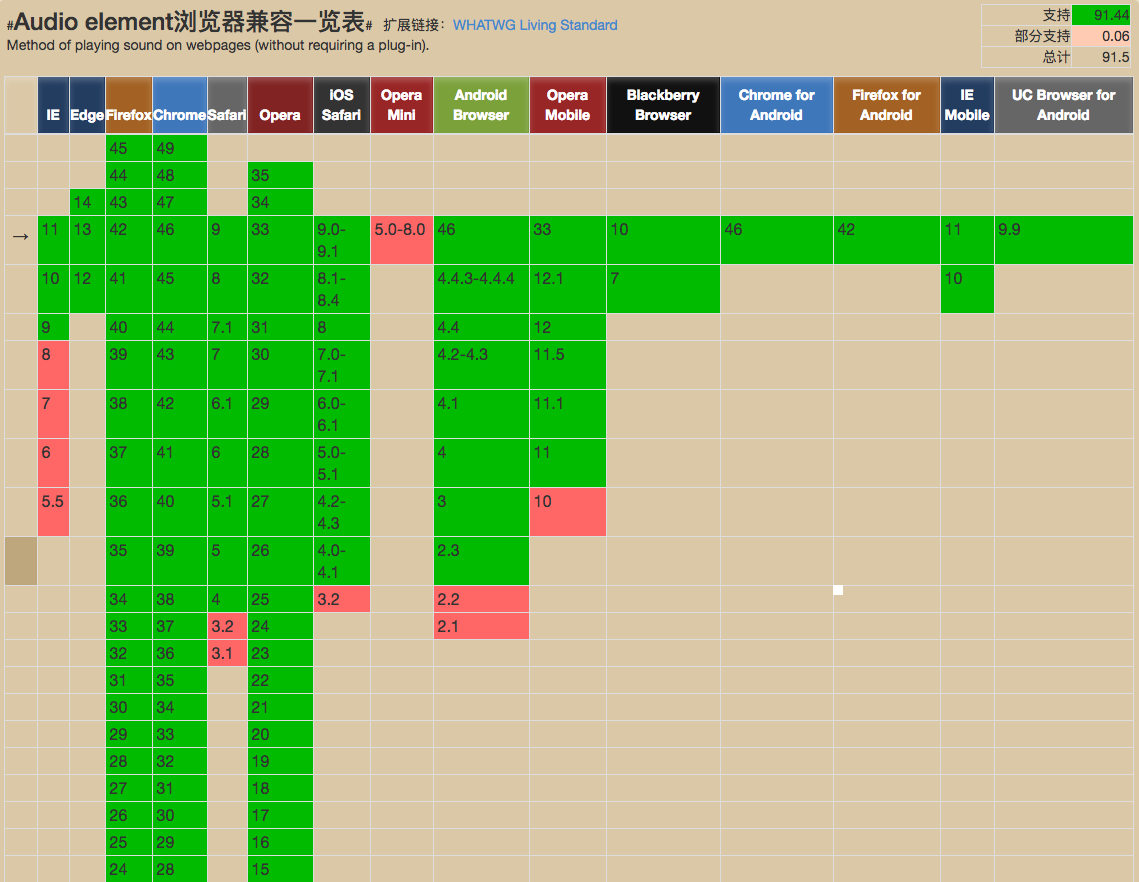 #Audio element浏览器兼容一览表# 扩展链接：WHATWG Living Standard
Method of playing sound on webpages (without requiring a plug-in).
支持 91.44
部分支持 0.06
总计 91.5
IE Edge Firefox Chrome Safari Opera iOS Safari Opera Mini Android Browser Opera Mobile Blackberry Browser Chrome for Android Firefox for Android IE Mobile UC Browser for Android
45 49
44 48 35
14 43 47 34
→ 11 13 42 46 9 33 9.0-9.1 5.0-8.0 46 33 10 46 42 11 9.9
10 12 41 45 8 32 8.1-8.4 4.4.3-4.4.4 12.1 7 10
9 40 44 7.1 31 8 4.4 12
8 39 43 7 30 7.0-7.1 4.2-4.3 11.5
7 38 42 6.1 29 6.0-6.1 4.1 11.1
6 37 41 6 28 5.0-5.1 4 11
5.5 36 40 5.1 27 4.2-4.3 3 10
35 39 5 26 4.0-4.1 2.3
34 38 4 25 3.2 2.2
33 37 3.2 24 2.1
32 36 3.1 23
31 35 22
30 34 21
29 33 20
28 32 19
27 31 18
26 30 17
25 29 16
24 28 15